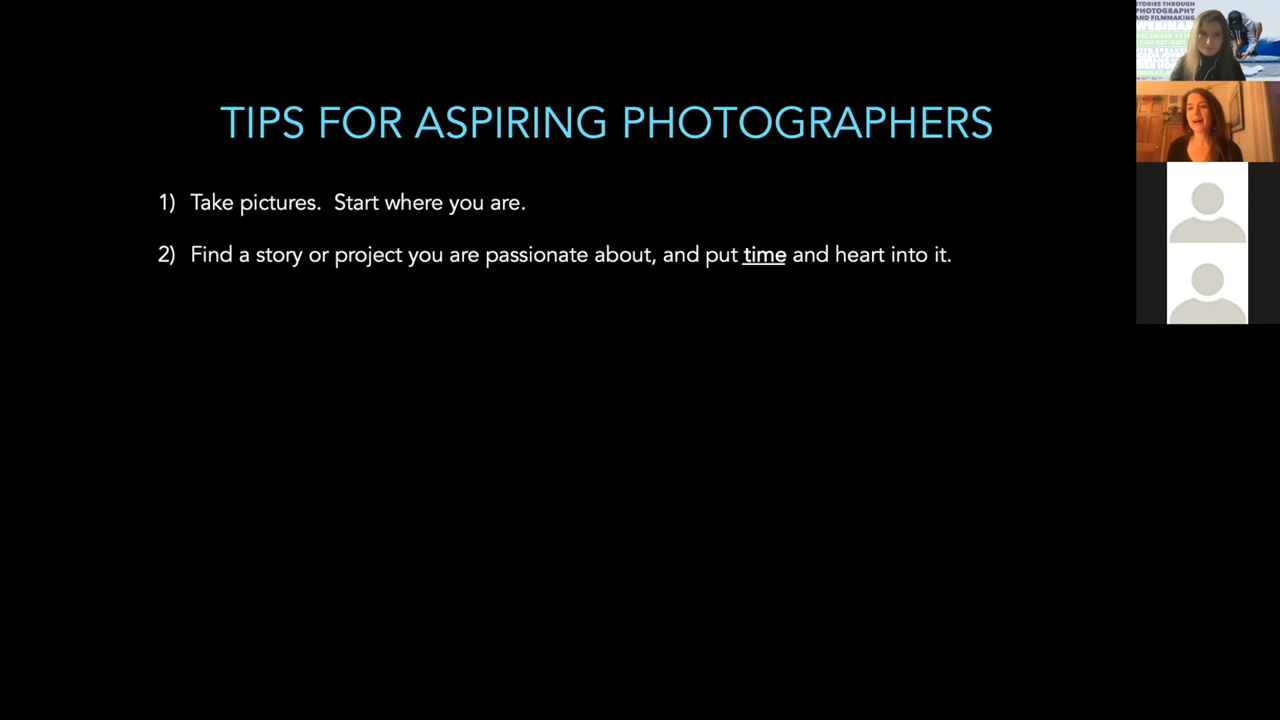 TIPS FOR ASPIRING PHOTOGRAPHERS
1) Take pictures. Start where you are.
2) Find a story or project you are passionate about, and put time and heart into it.
STORIES THROUGH
PHOTOGRAPHY
AND FILMMAKING
WEBINAR